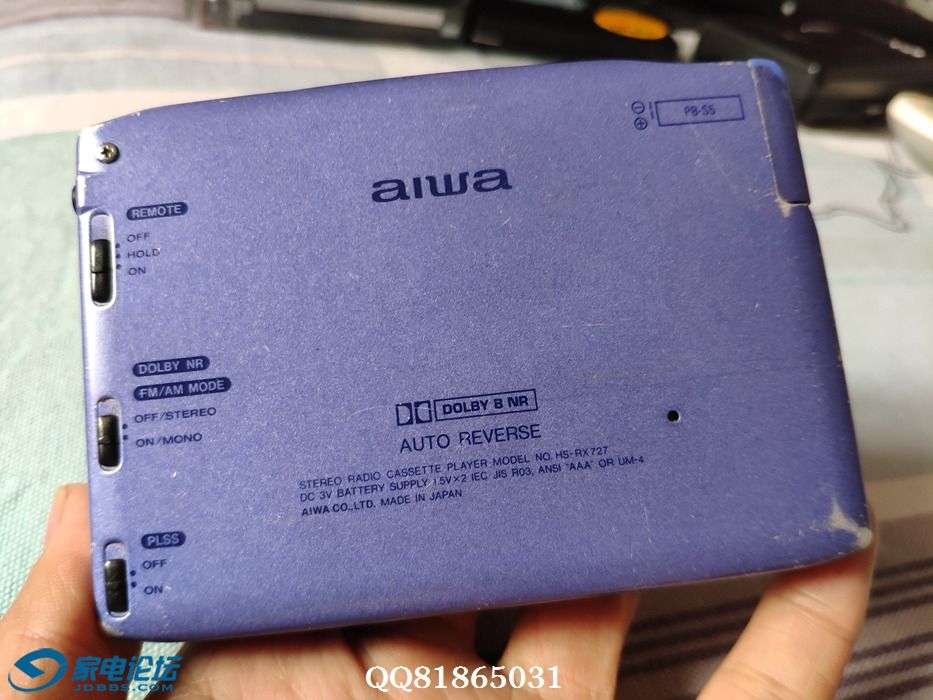 PB-S5
aiwa
REMOTE
OFF
HOLD
ON
DOLBY NR
FM/AM MODE
OFF/STEREO
ON/MONO
DOLBY B NR
AUTO REVERSE
STEREO RADIO CASSETTE PLAYER MODEL NO. HS-RX727
DC 3V BATTERY SUPPLY 1.5V×2 IEC JIS R03, ANSI "AAA" OR UM-4
AIWA CO.,LTD. MADE IN JAPAN
PLSS
OFF
ON
家电论坛
JDBBS.COM
QQ81865031